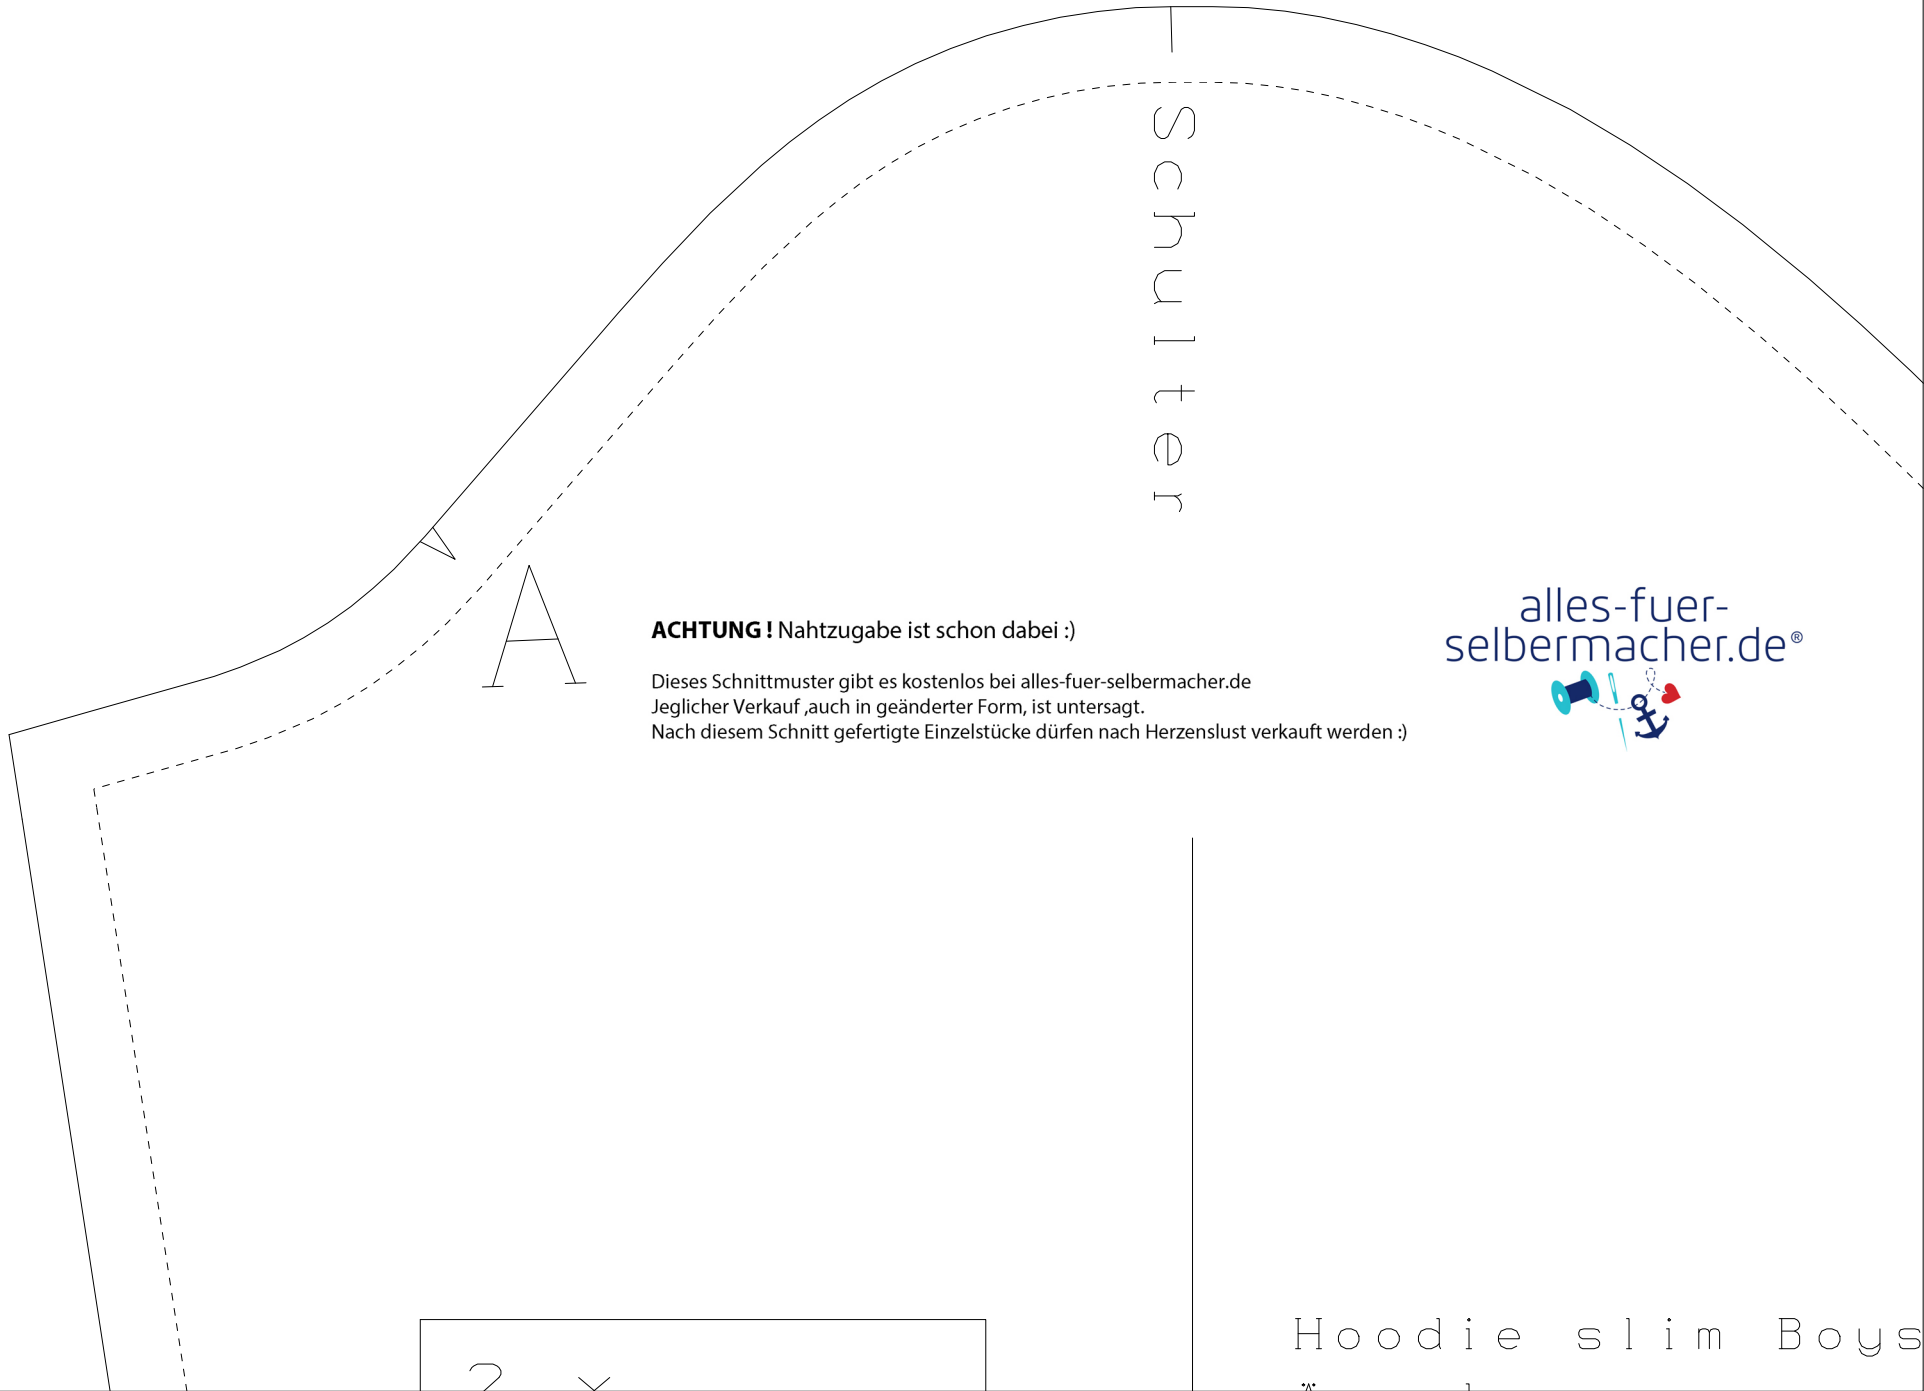 Schulter
A
ACHTUNG ! Nahtzugabe ist schon dabei :)
Dieses Schnittmuster gibt es kostenlos bei alles-fuer-selbermacher.de
Jeglicher Verkauf ,auch in geänderter Form, ist untersagt.
Nach diesem Schnitt gefertigte Einzelstücke dürfen nach Herzenslust verkauft werden :)
alles-fuer-
selbermacher.de®
Hoodie slim Boys
2 x